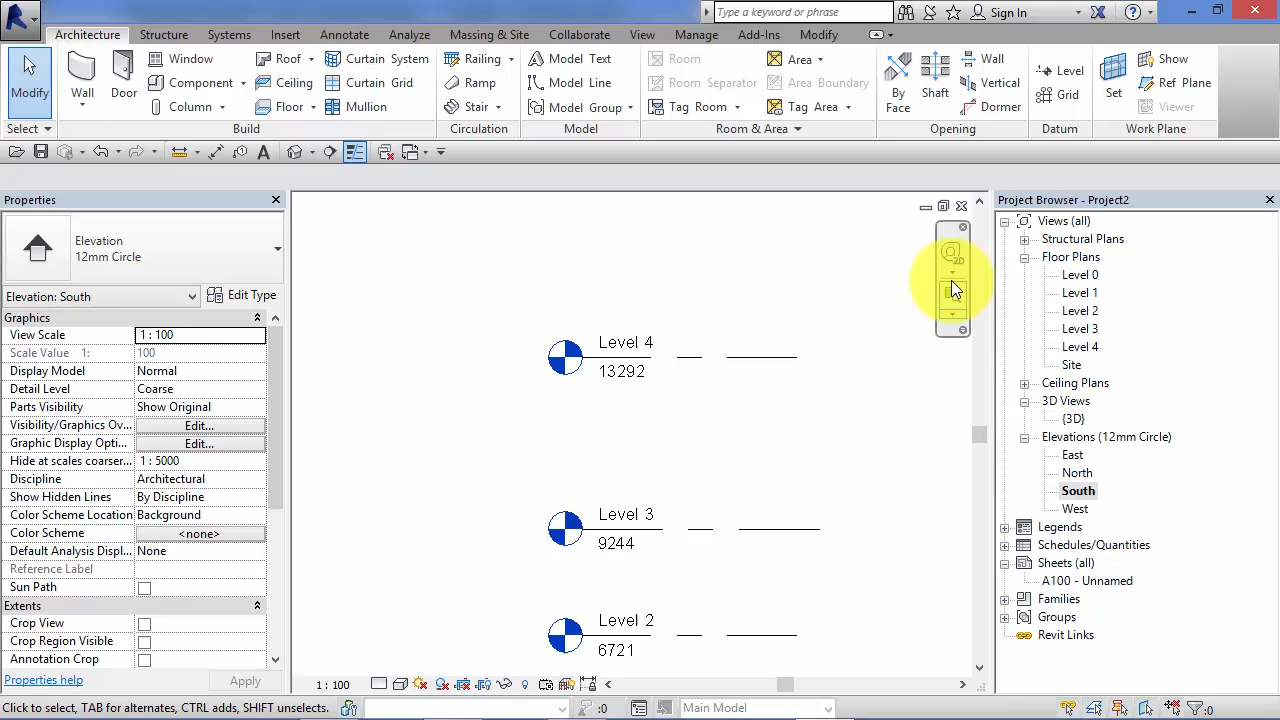 Type a keyword or phrase
Sign In
Architecture Structure Systems Insert Annotate Analyze Massing & Site Collaborate View Manage Add-Ins Modify
Modify
Select
Wall
Door
Window
Component
Column
Roof
Ceiling
Floor
Curtain System
Curtain Grid
Mullion
Build
Railing
Ramp
Stair
Circulation
Model Text
Model Line
Model Group
Model
Room
Room Separator
Tag Room
Area
Area Boundary
Tag Area
Room & Area
By Face
Shaft
Wall
Vertical
Dormer
Opening
Level
Grid
Datum
Set
Show
Ref Plane
Viewer
Work Plane
Properties
Elevation
12mm Circle
Elevation: South
Edit Type
Graphics
View Scale 1 : 100
Scale Value 1: 100
Display Model Normal
Detail Level Coarse
Parts Visibility Show Original
Visibility/Graphics Ov... Edit...
Graphic Display Opti... Edit...
Hide at scales coarser... 1 : 5000
Discipline Architectural
Show Hidden Lines By Discipline
Color Scheme Location Background
Color Scheme <none>
Default Analysis Displ... None
Reference Label
Sun Path
Extents
Crop View
Crop Region Visible
Annotation Crop
Properties help
Apply
2D
Level 4
13292
Level 3
9244
Level 2
6721
1 : 100
Project Browser - Project2
Views (all)
Structural Plans
Floor Plans
Level 0
Level 1
Level 2
Level 3
Level 4
Site
Ceiling Plans
3D Views
{3D}
Elevations (12mm Circle)
East
North
South
West
Legends
Schedules/Quantities
Sheets (all)
A100 - Unnamed
Families
Groups
Revit Links
Click to select, TAB for alternates, CTRL adds, SHIFT unselects.
:0
Main Model
:0